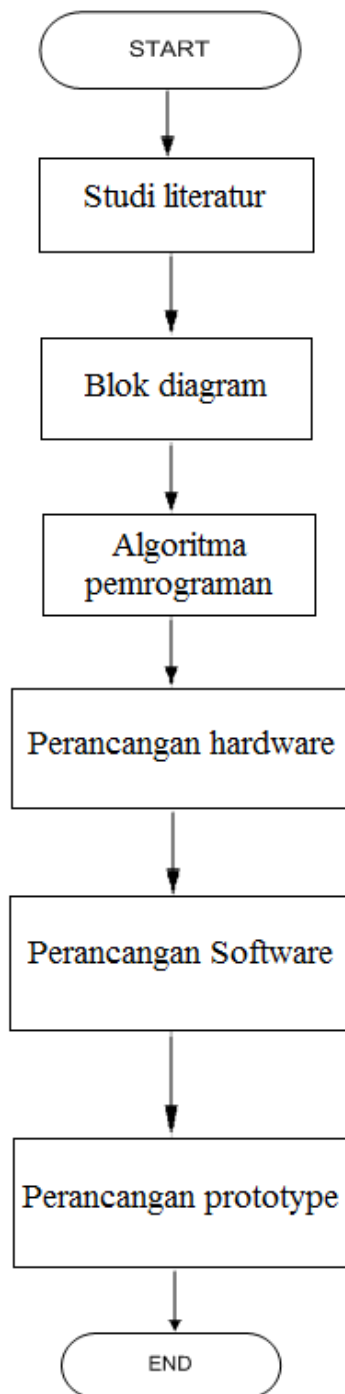 START
Studi literatur
Blok diagram
Algoritma
pemrograman
Perancangan hardware
Perancangan Software
Perancangan prototype
END